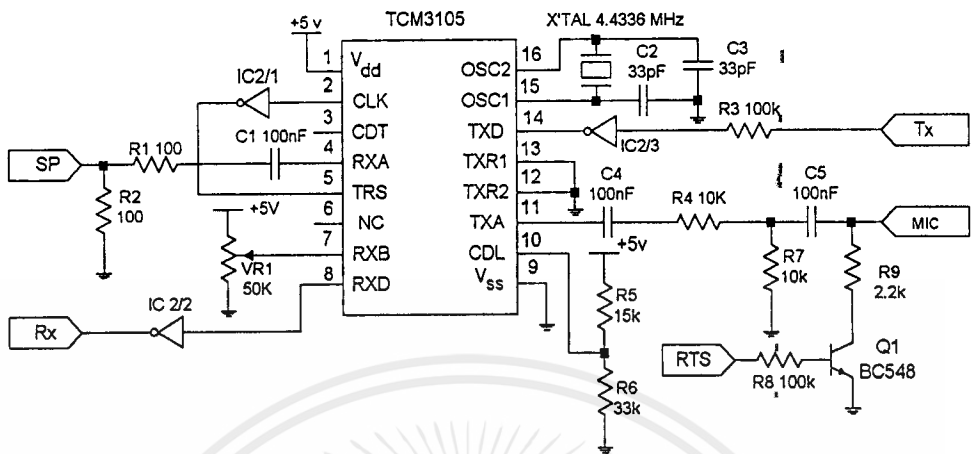 TCM3105
+5 v
1 Vdd
2 CLK
3 CDT
4 RXA
5 TRS
6 NC
7 RXB
8 RXD
16 OSC2
15 OSC1
14 TXD
13 TXR1
12 TXR2
11 TXA
10 CDL
9 Vss
IC2/1
C1 100nF
SP
R1 100
R2
100
+5V
VR1
50K
IC 2/2
Rx
X'TAL 4.4336 MHz
C2
33pF
C3
33pF
R3 100k
Tx
IC2/3
C4
100nF
R4 10K
C5
100nF
MIC
+5v
R5
15k
R6
33k
R7
10k
R9
2.2k
RTS
R8 100k
Q1
BC548